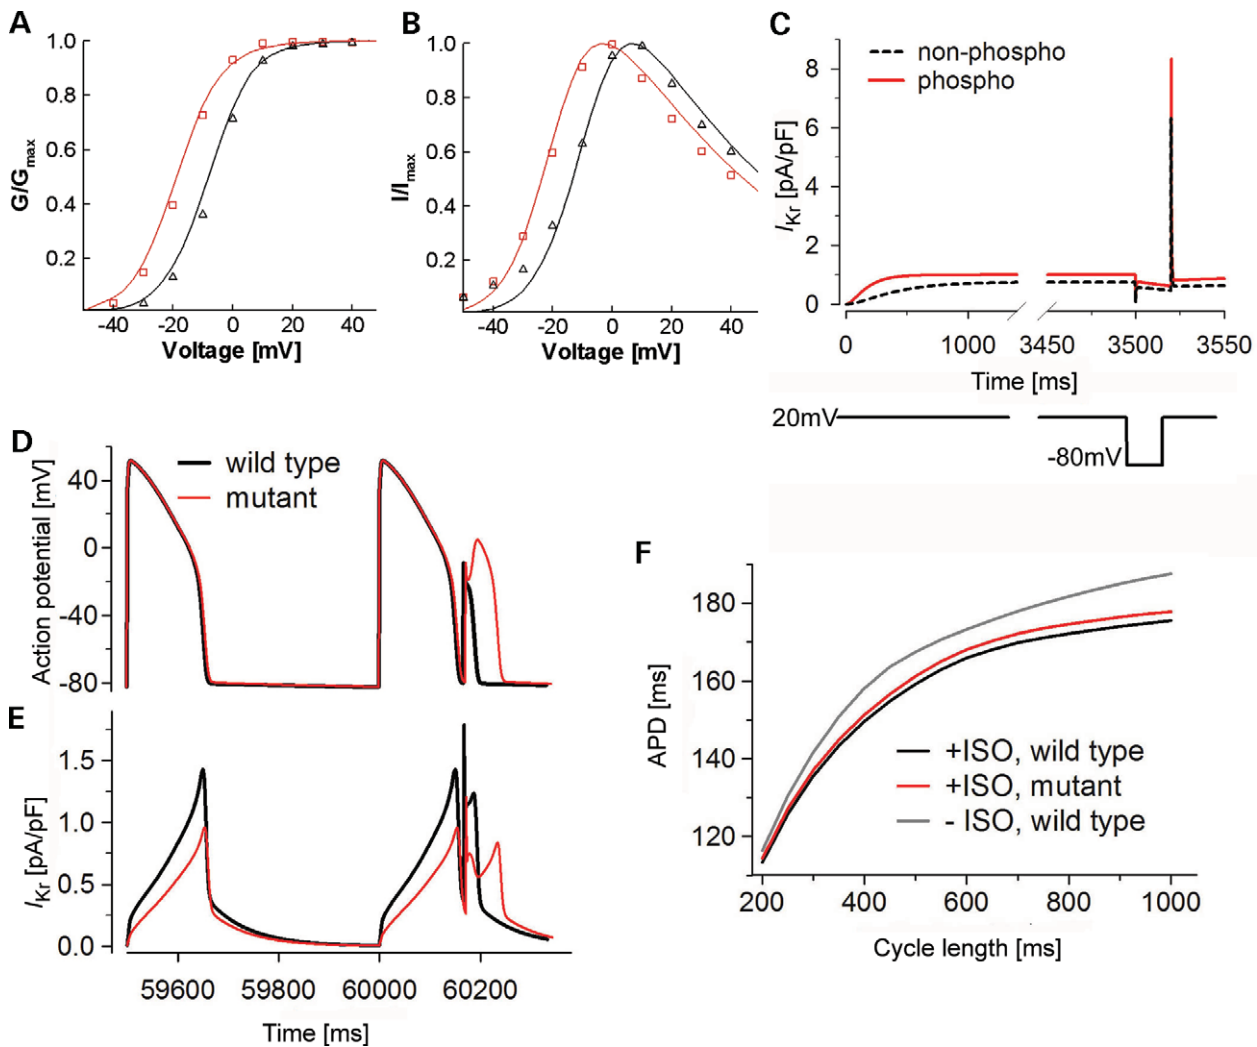 A
1.0
0.8
0.6
0.4
0.2
G/Gmax
-40 -20 0 20 40
Voltage [mV]
B
1.0
0.8
0.6
0.4
0.2
I/Imax
-40 -20 0 20 40
Voltage [mV]
C
non-phospho
phospho
8
6
4
2
0
IKr [pA/pF]
0 1000 3450 3500 3550
Time [ms]
20mV
-80mV
D
wild type
mutant
40
0
-40
-80
Action potential [mV]
E
1.5
1.0
0.5
0.0
IKr [pA/pF]
59600 59800 60000 60200
Time [ms]
F
180
160
140
120
APD [ms]
+ISO, wild type
+ISO, mutant
- ISO, wild type
200 400 600 800 1000
Cycle length [ms]